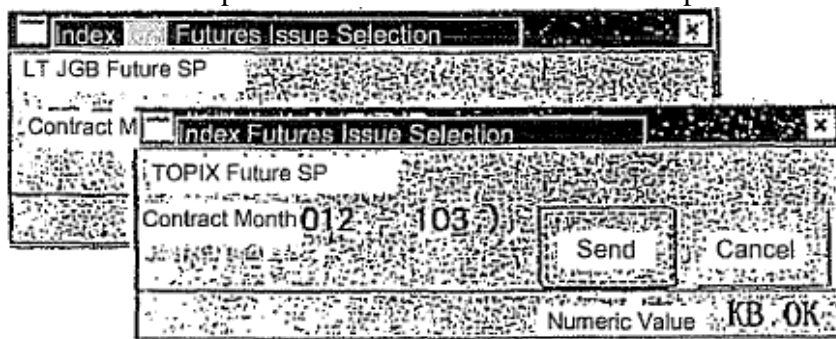 Index Futures Issue Selection
LT JGB Future SP
Contract M
Index Futures Issue Selection
TOPIX Future SP
Contract Month 012 - 103 )
Send Cancel
Numeric Value KB OK